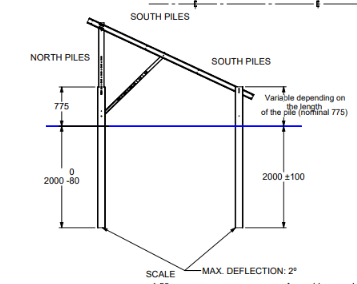 SOUTH PILES
NORTH PILES
SOUTH PILES
775
Variable depending on
the length
of the pile (nominal 775)
0
2000 -80
2000 ±100
SCALE
MAX. DEFLECTION: 2º